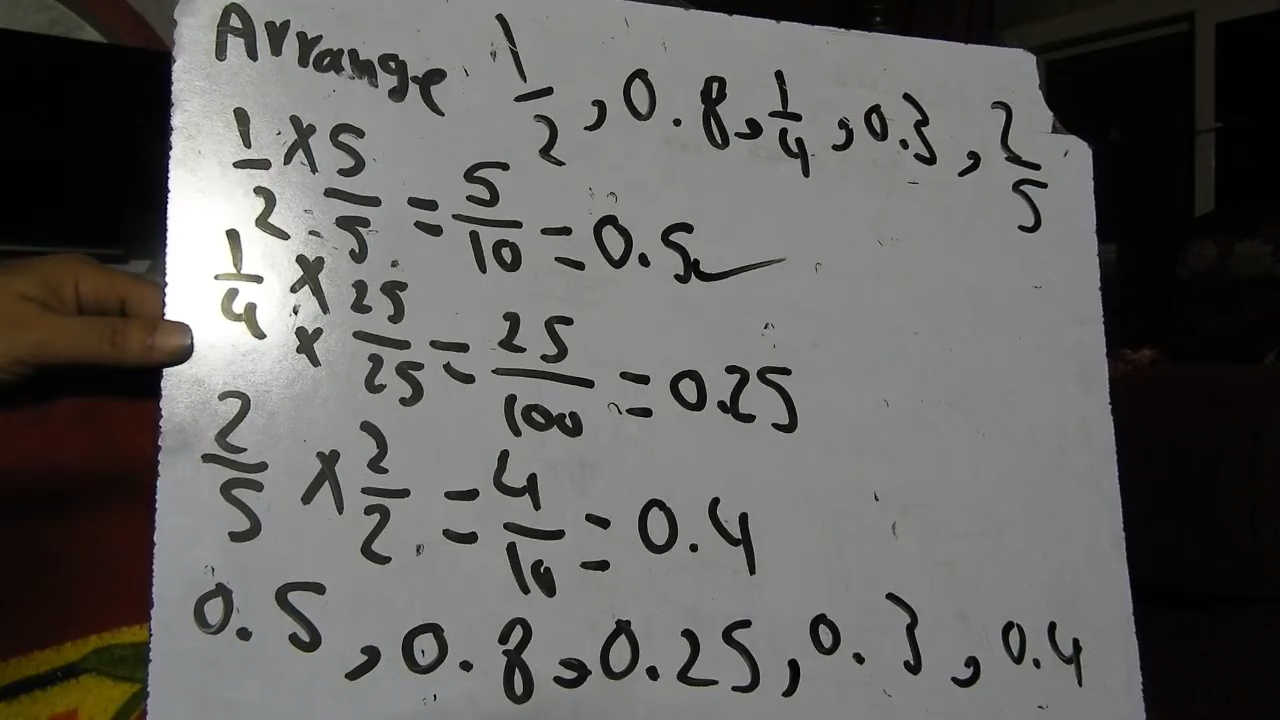 Arrange 1/2, 0.8, 1/4, 0.3, 2/5
1/2 × 5/5 = 5/10 = 0.5
1/4 × × 25/25 = 25/100 = 0.25
2/5 × 2/2 = 4/10 = 0.4
0.5, 0.8, 0.25, 0.3, 0.4